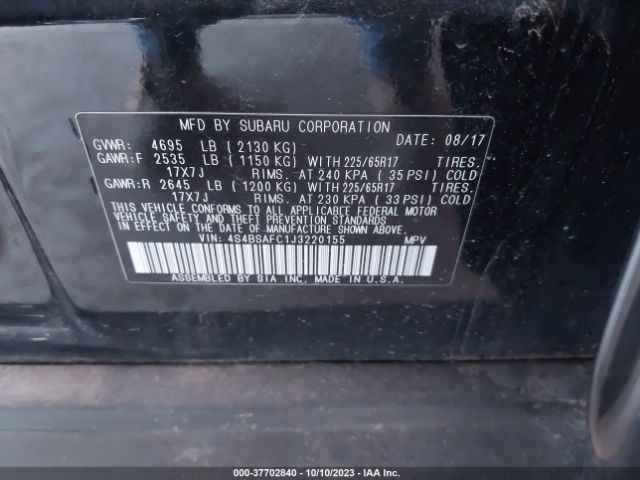 MFD BY SUBARU CORPORATION DATE: 08/17
GVWR: 4695 LB ( 2130 KG)
GAWR:F 2535 LB ( 1150 KG) WITH 225/65R17 TIRES.
17X7J RIMS. AT 240 KPA ( 35 PSI) COLD
GAWR:R 2645 LB ( 1200 KG) WITH 225/65R17 TIRES.
17X7J RIMS. AT 230 KPA ( 33 PSI) COLD
THIS VEHICLE CONFORMS TO ALL APPLICABLE FEDERAL MOTOR
VEHICLE SAFETY AND THEFT PREVENTION STANDARDS
IN EFFECT ON THE DATE OF MANUFACTURE SHOWN ABOVE.
VIN: 4S4BSAFC1J3220155 MPV
ASSEMBLED BY SIA INC. MADE IN U.S.A.
000-37702840 - 10/10/2023 - COPART IAAI